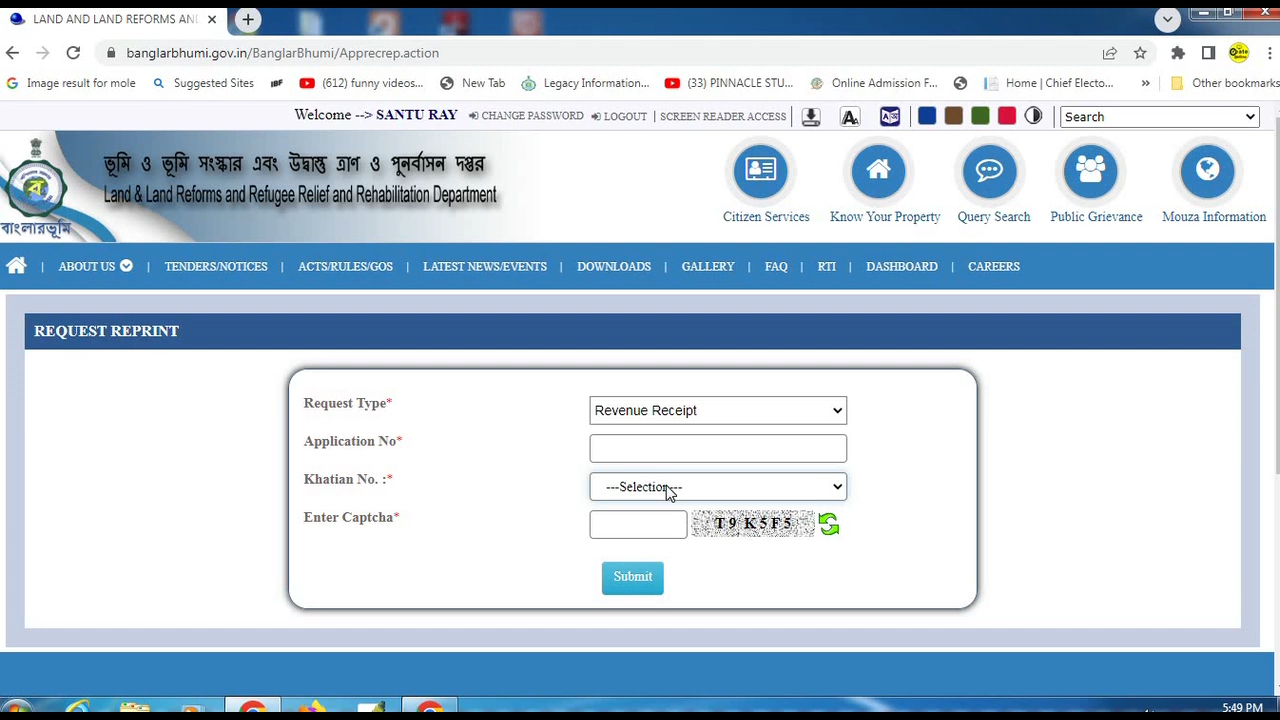 LAND AND LAND REFORMS AN
banglarbhumi.gov.in/BanglarBhumi/Apprecrep.action
Image result for mole
Suggested Sites
(612) funny videos...
New Tab
Legacy Information...
(33) PINNACLE STU...
Online Admission F...
Home | Chief Electo...
»
Other bookmarks
Welcome --> SANTU RAY
CHANGE PASSWORD
LOGOUT
SCREEN READER ACCESS
Search
ভূমি ও ভূমি সংস্কার এবং উদ্বাস্তু ত্রাণ ও পুনর্বাসন দপ্তর
Land & Land Reforms and Refugee Relief and Rehabilitation Department
বাংলারভূমি
Citizen Services
Know Your Property
Query Search
Public Grievance
Mouza Information
ABOUT US | TENDERS/NOTICES | ACTS/RULES/GOS | LATEST NEWS/EVENTS | DOWNLOADS | GALLERY | FAQ | RTI | DASHBOARD | CAREERS
REQUEST REPRINT
Request Type*
Revenue Receipt
Application No*
Khatian No. :*
---Selection---
Enter Captcha*
T9K5F5
Submit
5:49 PM